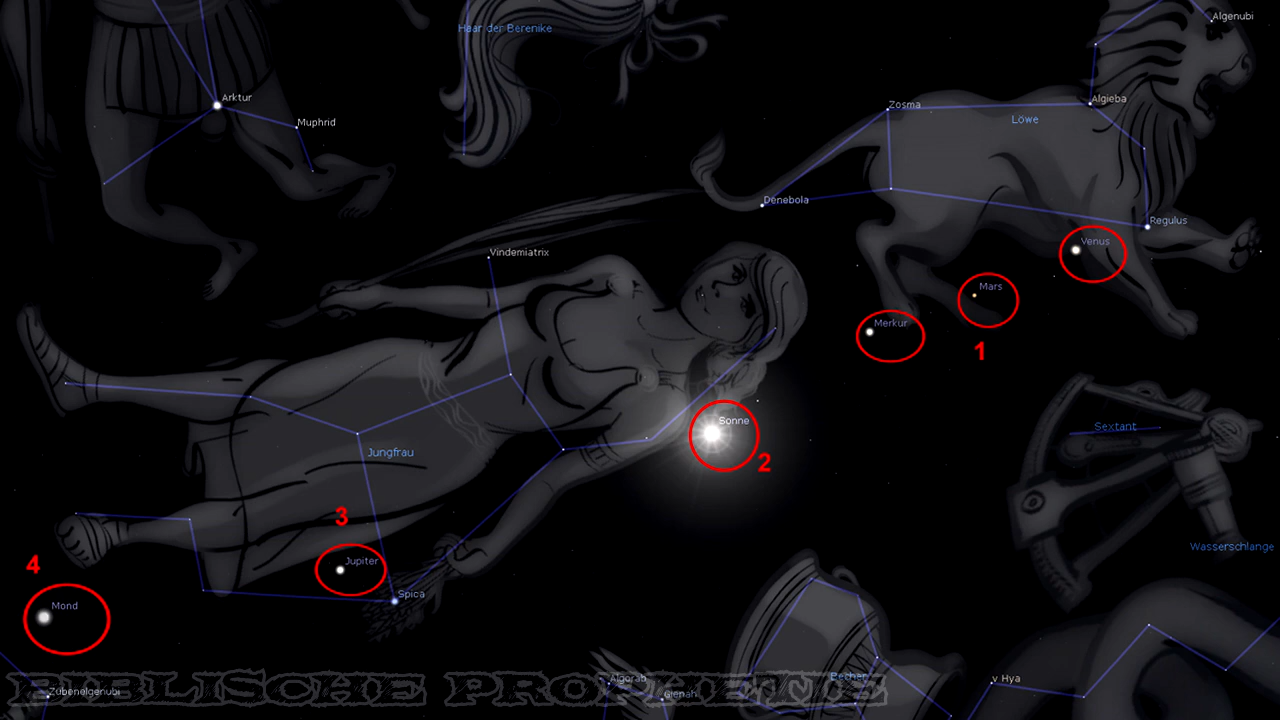 Algenubi
Haar der Berenike
Arktur
Algieba
Zosma
Muphrid
Löwe
Denebola
Regulus
Venus
Vindemiatrix
Mars
Merkur
1
Sonne
Sextant
Jungfrau
2
3
Wasserschlange
Jupiter
4
Spica
Mond
Becher
Algorab
ν Hya
Zubenelgenubi
Gienah
BIBLISCHE PROPHETIE